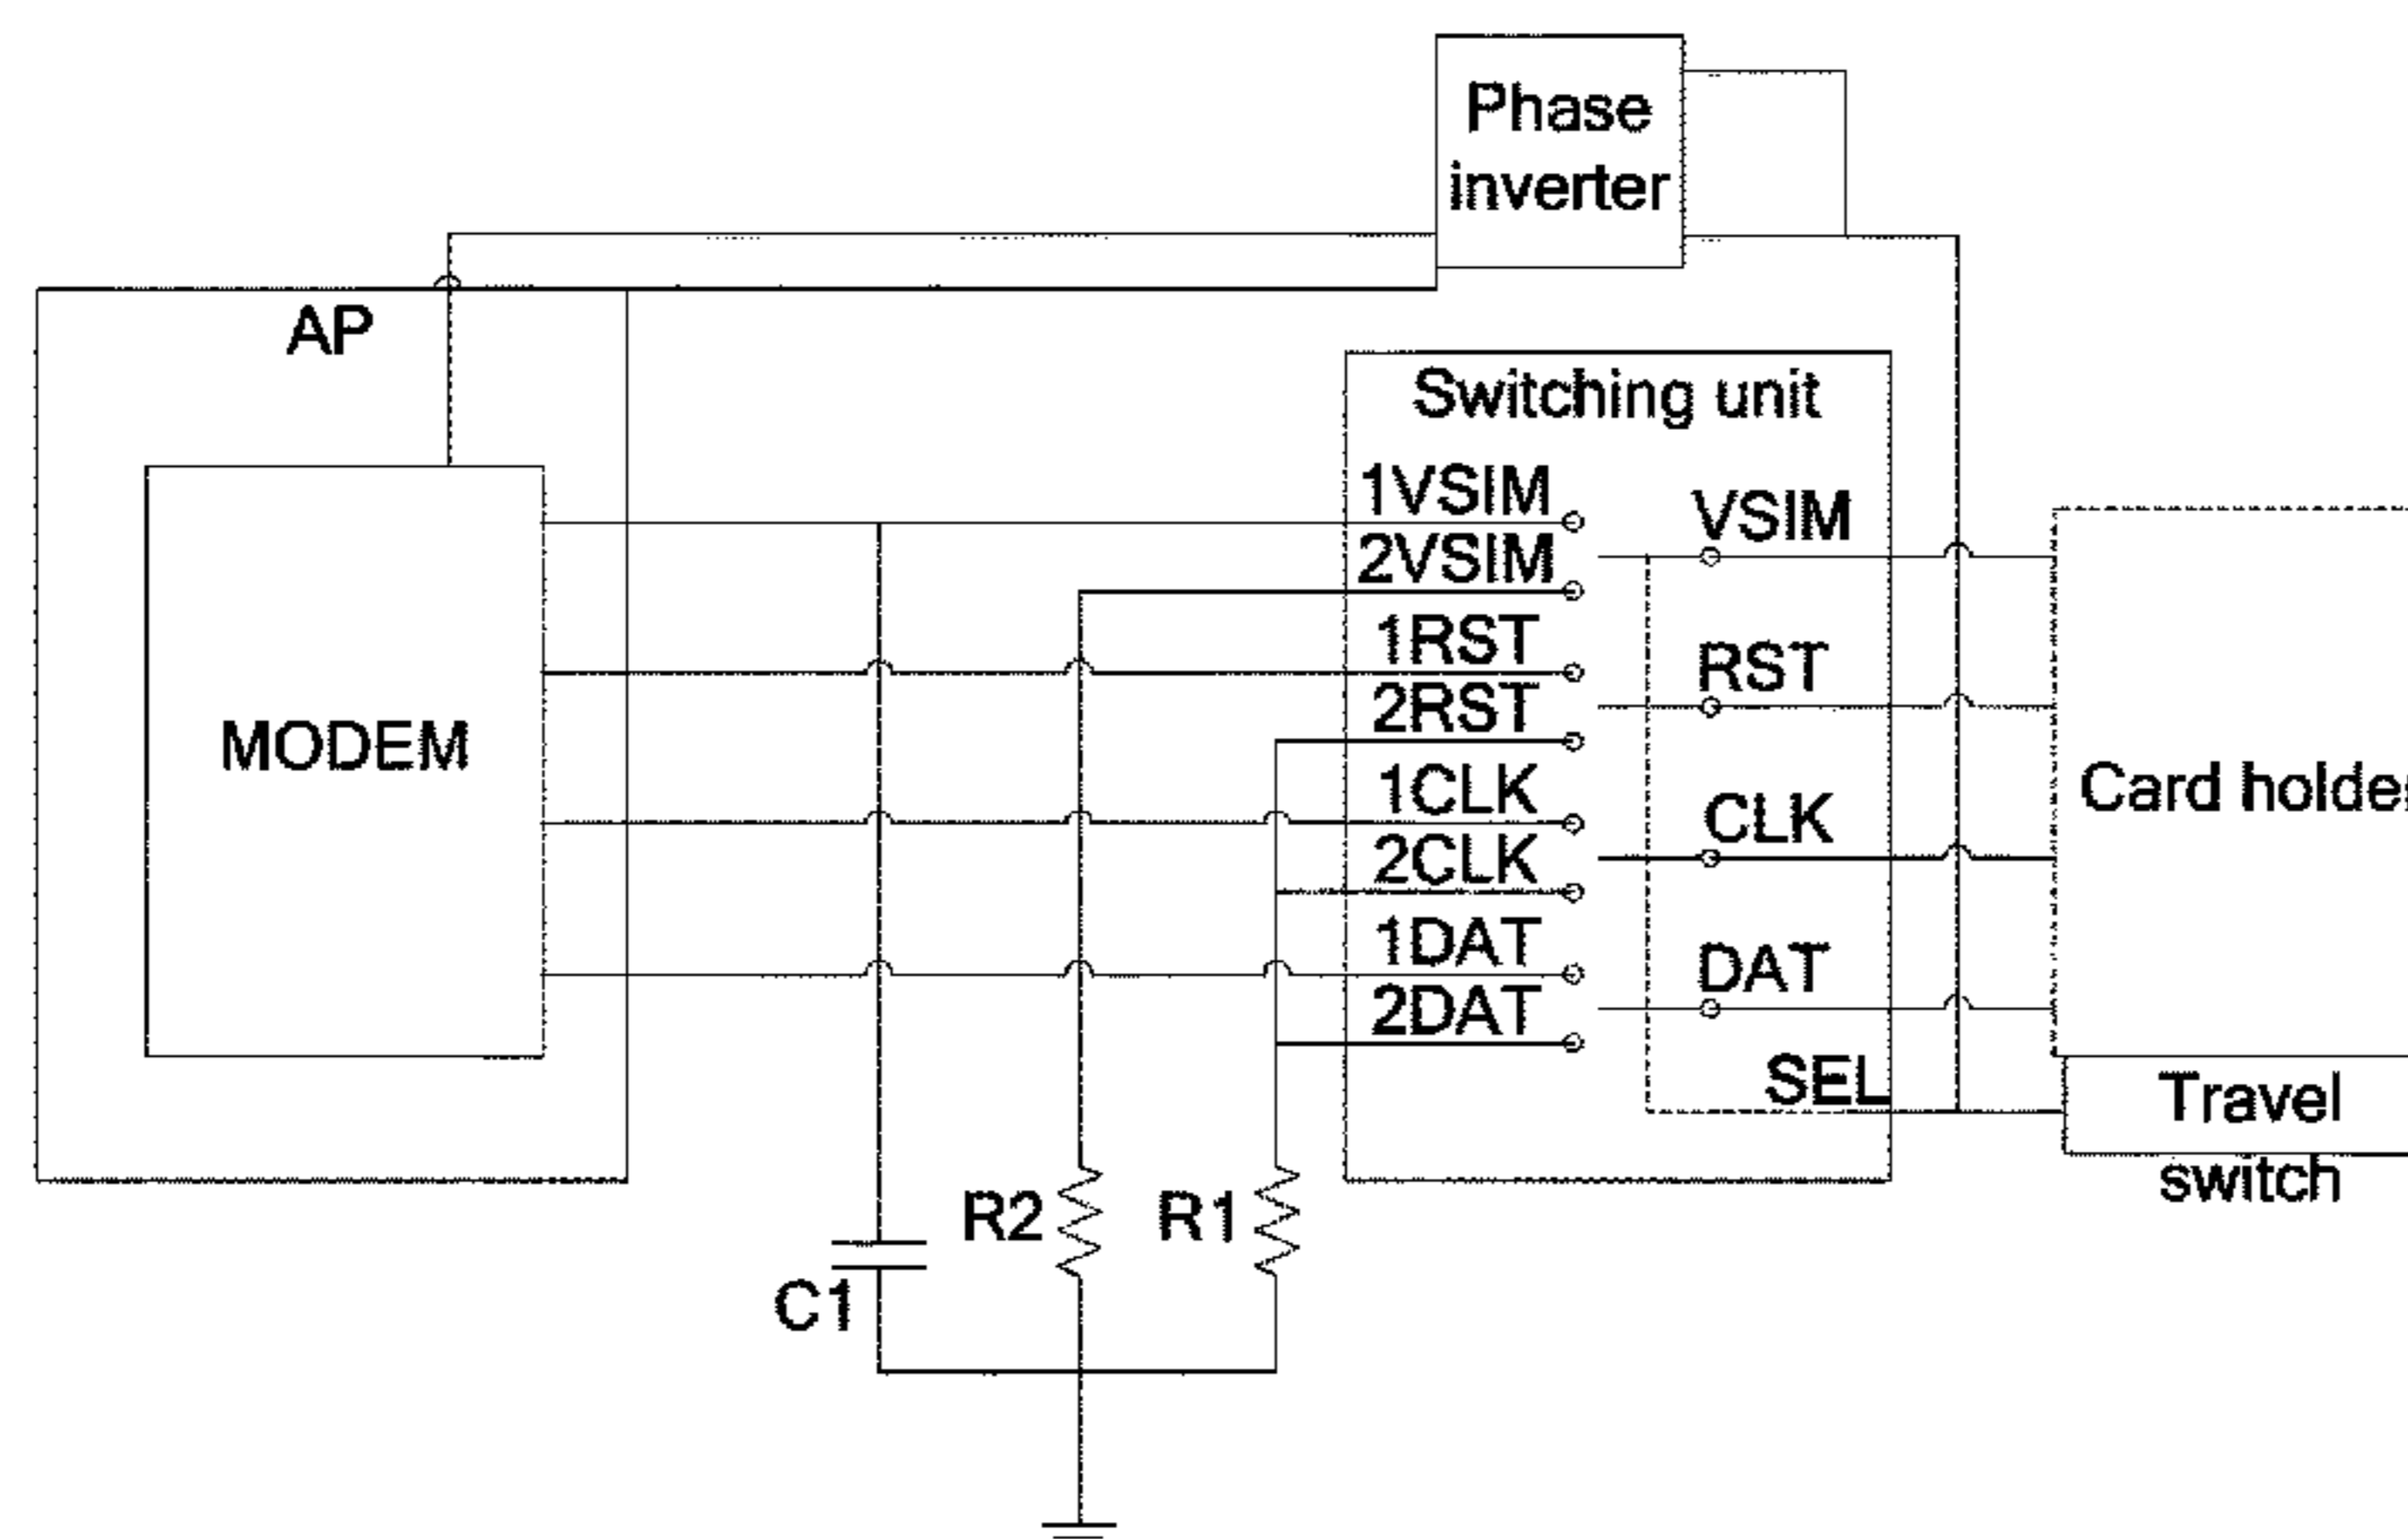 Phase
inverter
AP
Switching unit
1VSIM
VSIM
2VSIM
1RST
RST
2RST
MODEM
1CLK
CLK
Card holder
2CLK
1DAT
DAT
2DAT
SEL
Travel
switch
R2
R1
C1